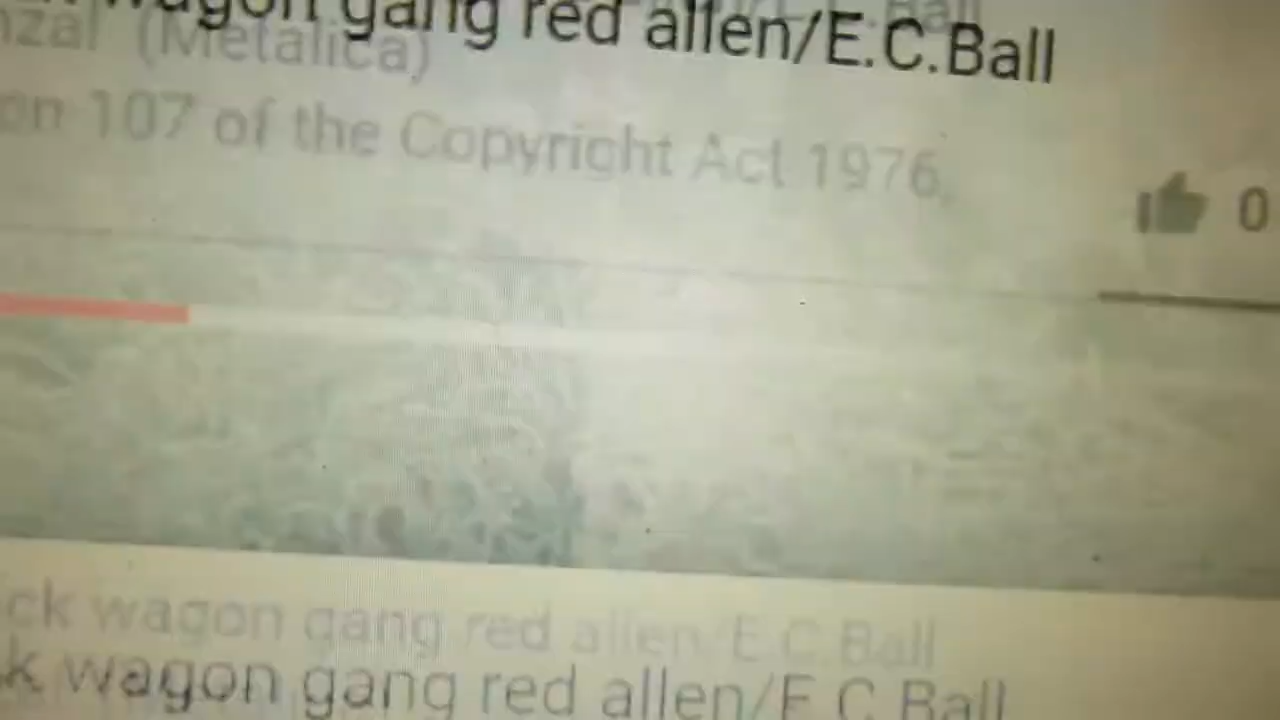 wagon gang red allen/E.C.Ball
(Metalica)
107 of the Copyright Act 1976,
0
ck wagon gang red allen/E.C.Ball
k wagon gang red allen/E.C.Ball